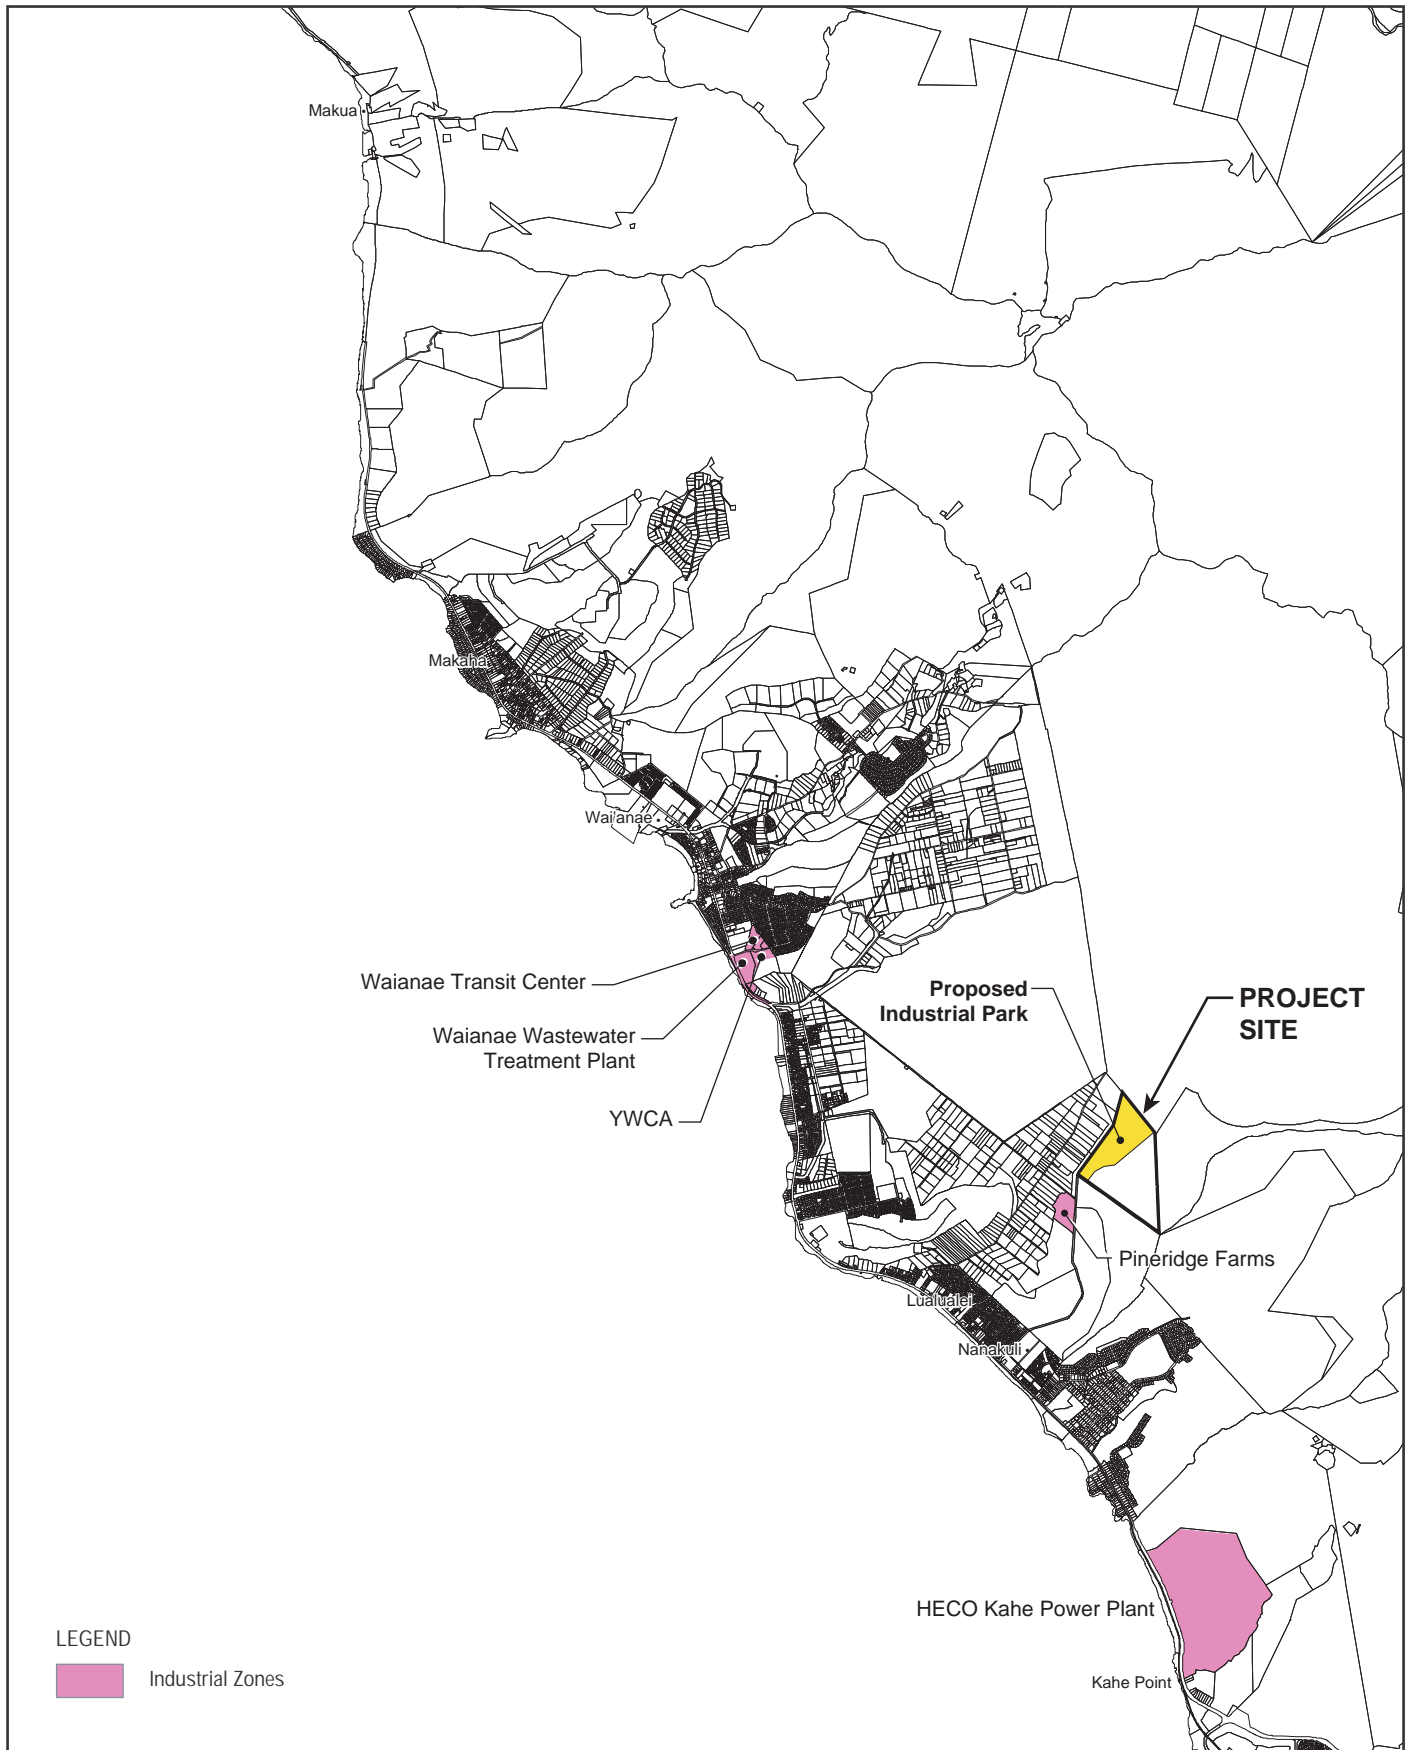 Makua
Makaha
Wai'anae
Waianae Transit Center
Proposed
Industrial Park
PROJECT
SITE
Waianae Wastewater
Treatment Plant
YWCA
Pineridge Farms
Lualualei
Nanakuli
HECO Kahe Power Plant
LEGEND
Industrial Zones
Kahe Point